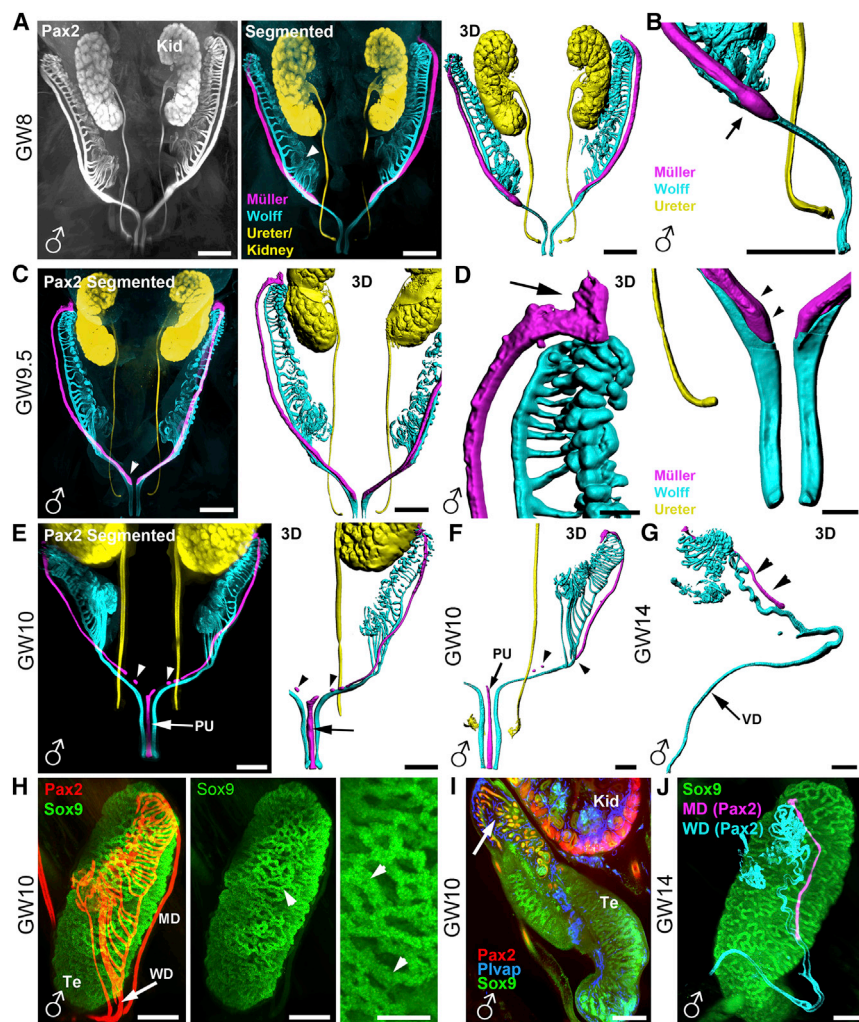 A
Pax2
Kid
GW8
♂
Segmented
Müller
Wolff
Ureter/
Kidney
3D
B
Müller
Wolff
Ureter
♂
C
Pax2 Segmented
GW9.5
♂
3D
D
3D
Müller
Wolff
Ureter
♂
E
Pax2 Segmented
GW10
PU
♂
3D
F
3D
PU
♂
G
3D
GW14
VD
♂
H
Pax2
Sox9
GW10
MD
WD
Te
♂
Sox9
I
Kid
GW10
Te
Pax2
Plvap
Sox9
♂
J
Sox9
MD (Pax2)
WD (Pax2)
GW14
♂